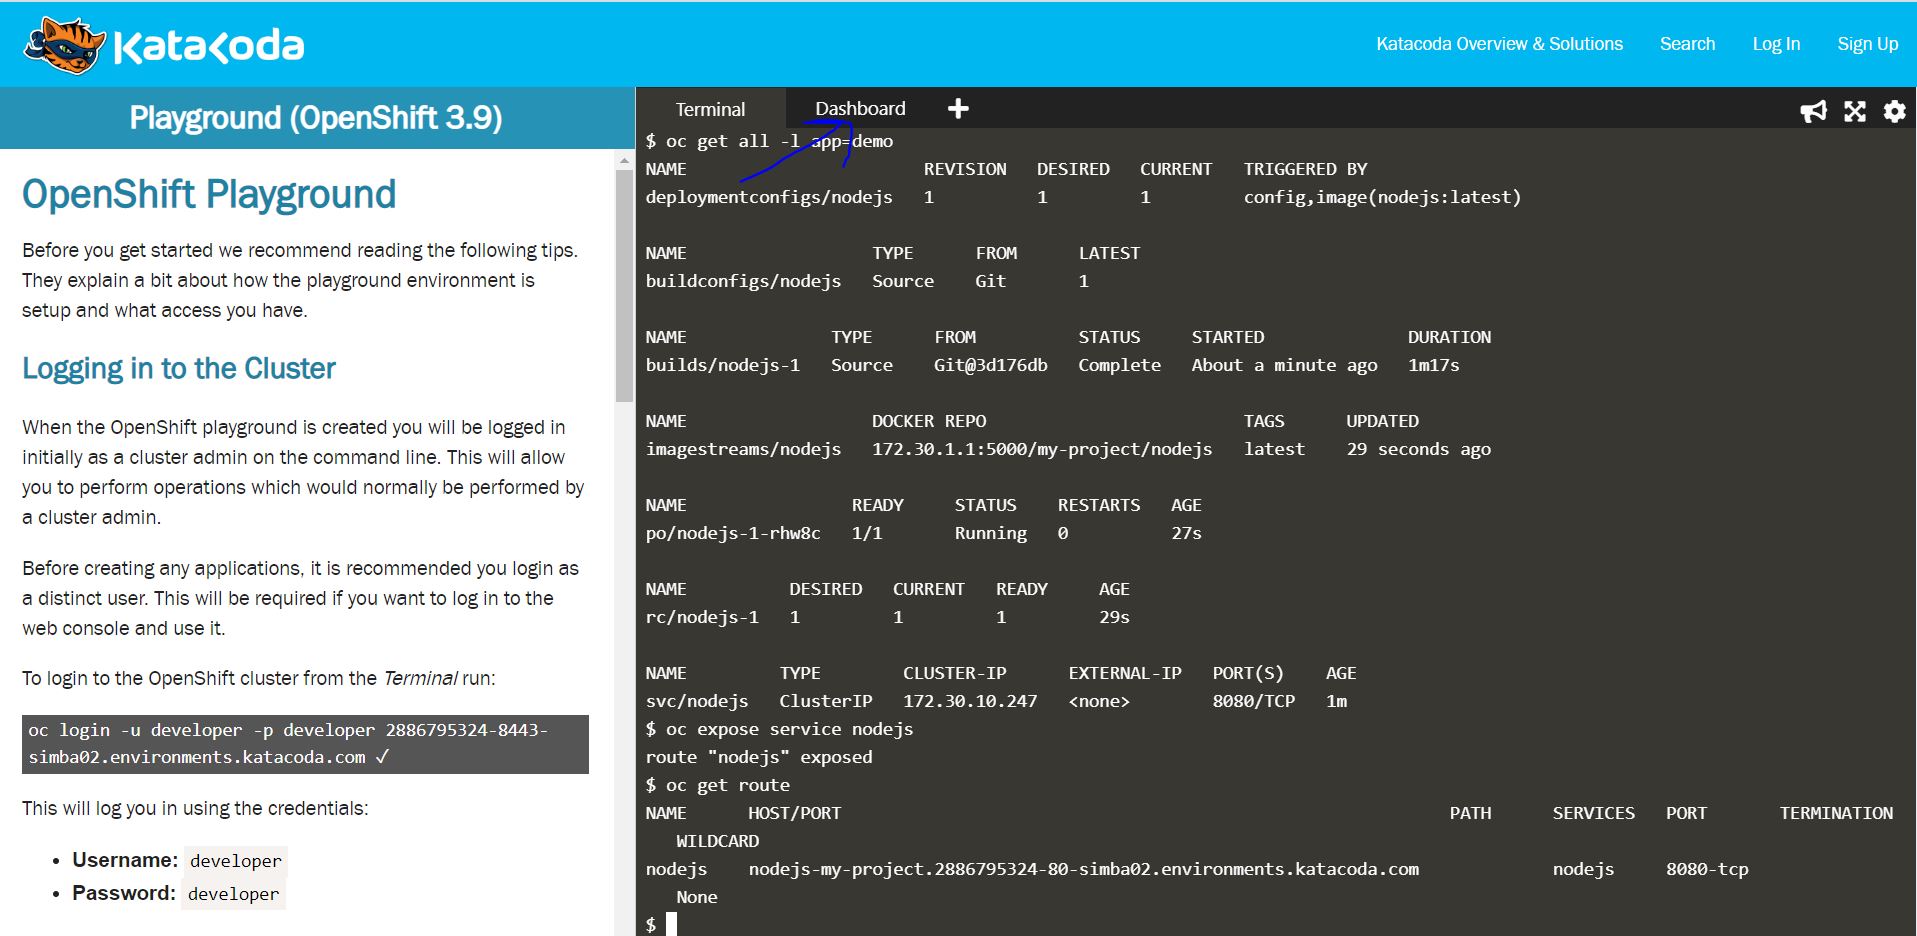 KataKoda
Katacoda Overview & Solutions Search Log In Sign Up
Playground (OpenShift 3.9)
OpenShift Playground
Before you get started we recommend reading the following tips.
They explain a bit about how the playground environment is
setup and what access you have.
Logging in to the Cluster
When the OpenShift playground is created you will be logged in
initially as a cluster admin on the command line. This will allow
you to perform operations which would normally be performed by
a cluster admin.
Before creating any applications, it is recommended you login as
a distinct user. This will be required if you want to log in to the
web console and use it.
To login to the OpenShift cluster from the Terminal run:
oc login -u developer -p developer 2886795324-8443-
simba02.environments.katacoda.com ✓
This will log you in using the credentials:
• Username: developer
• Password: developer
Terminal Dashboard +
$ oc get all -l app=demo
NAME REVISION DESIRED CURRENT TRIGGERED BY
deploymentconfigs/nodejs 1 1 1 config,image(nodejs:latest)
NAME TYPE FROM LATEST
buildconfigs/nodejs Source Git 1
NAME TYPE FROM STATUS STARTED DURATION
builds/nodejs-1 Source Git@3d176db Complete About a minute ago 1m17s
NAME DOCKER REPO TAGS UPDATED
imagestreams/nodejs 172.30.1.1:5000/my-project/nodejs latest 29 seconds ago
NAME READY STATUS RESTARTS AGE
po/nodejs-1-rhw8c 1/1 Running 0 27s
NAME DESIRED CURRENT READY AGE
rc/nodejs-1 1 1 1 29s
NAME TYPE CLUSTER-IP EXTERNAL-IP PORT(S) AGE
svc/nodejs ClusterIP 172.30.10.247 <none> 8080/TCP 1m
$ oc expose service nodejs
route "nodejs" exposed
$ oc get route
NAME HOST/PORT PATH SERVICES PORT TERMINATION
WILDCARD
nodejs nodejs-my-project.2886795324-80-simba02.environments.katacoda.com nodejs 8080-tcp
None
$